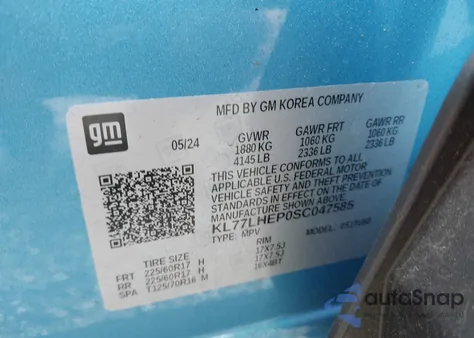 MFD BY GM KOREA COMPANY
gm
05/24
GVWR GAWR FRT GAWR RR
1880 KG 1060 KG 1060 KG
4145 LB 2336 LB 2336 LB
THIS VEHICLE CONFORMS TO ALL
APPLICABLE U.S. FEDERAL MOTOR
VEHICLE SAFETY AND THEFT
STANDARDS IN EFFECT ON THE DATE OF
MANUFACTURE SHOWN ABOVE.
KL77LHEP0SC047585
TYPE: MPV MODEL:
TIRE SIZE RIM
FRT 225/60R17 H 17X7.5J
RR 225/60R17 H 17X7.5J
SPA T125/70R16 M 16X4BT
autoSnap